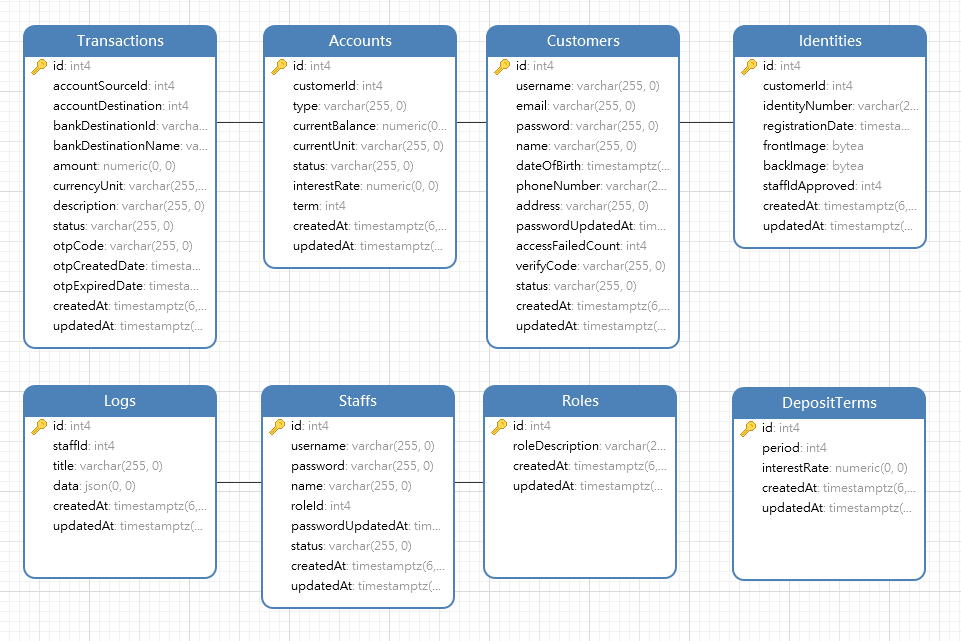 Transactions
id: int4
accountSourceId: int4
accountDestination: int4
bankDestinationId: varcha...
bankDestinationName: va...
amount: numeric(0, 0)
currencyUnit: varchar(255,...
description: varchar(255, 0)
status: varchar(255, 0)
otpCode: varchar(255, 0)
otpCreatedDate: timesta...
otpExpiredDate: timesta...
createdAt: timestamptz(6,...
updatedAt: timestamptz(...
Accounts
id: int4
customerId: int4
type: varchar(255, 0)
currentBalance: numeric(0...
currentUnit: varchar(255, 0)
status: varchar(255, 0)
interestRate: numeric(0, 0)
term: int4
createdAt: timestamptz(6,...
updatedAt: timestamptz(...
Customers
id: int4
username: varchar(255, 0)
email: varchar(255, 0)
password: varchar(255, 0)
name: varchar(255, 0)
dateOfBirth: timestamptz(...
phoneNumber: varchar(2...
address: varchar(255, 0)
passwordUpdatedAt: tim...
accessFailedCount: int4
verifyCode: varchar(255, 0)
status: varchar(255, 0)
createdAt: timestamptz(6,...
updatedAt: timestamptz(...
Identities
id: int4
customerId: int4
identityNumber: varchar(2...
registrationDate: timesta...
frontImage: bytea
backImage: bytea
staffIdApproved: int4
createdAt: timestamptz(6,...
updatedAt: timestamptz(...
Logs
id: int4
staffId: int4
title: varchar(255, 0)
data: json(0, 0)
createdAt: timestamptz(6,...
updatedAt: timestamptz(...
Staffs
id: int4
username: varchar(255, 0)
password: varchar(255, 0)
name: varchar(255, 0)
roleId: int4
passwordUpdatedAt: tim...
status: varchar(255, 0)
createdAt: timestamptz(6,...
updatedAt: timestamptz(...
Roles
id: int4
roleDescription: varchar(2...
createdAt: timestamptz(6,...
updatedAt: timestamptz(...
DepositTerms
id: int4
period: int4
interestRate: numeric(0, 0)
createdAt: timestamptz(6,...
updatedAt: timestamptz(...